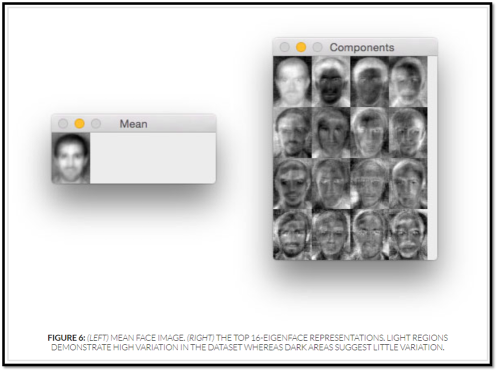 Mean
Components
FIGURE 6: (LEFT) MEAN FACE IMAGE. (RIGHT) THE TOP 16-EIGENFACE REPRESENTATIONS. LIGHT REGIONS
DEMONSTRATE HIGH VARIATION IN THE DATASET WHEREAS DARK AREAS SUGGEST LITTLE VARIATION.